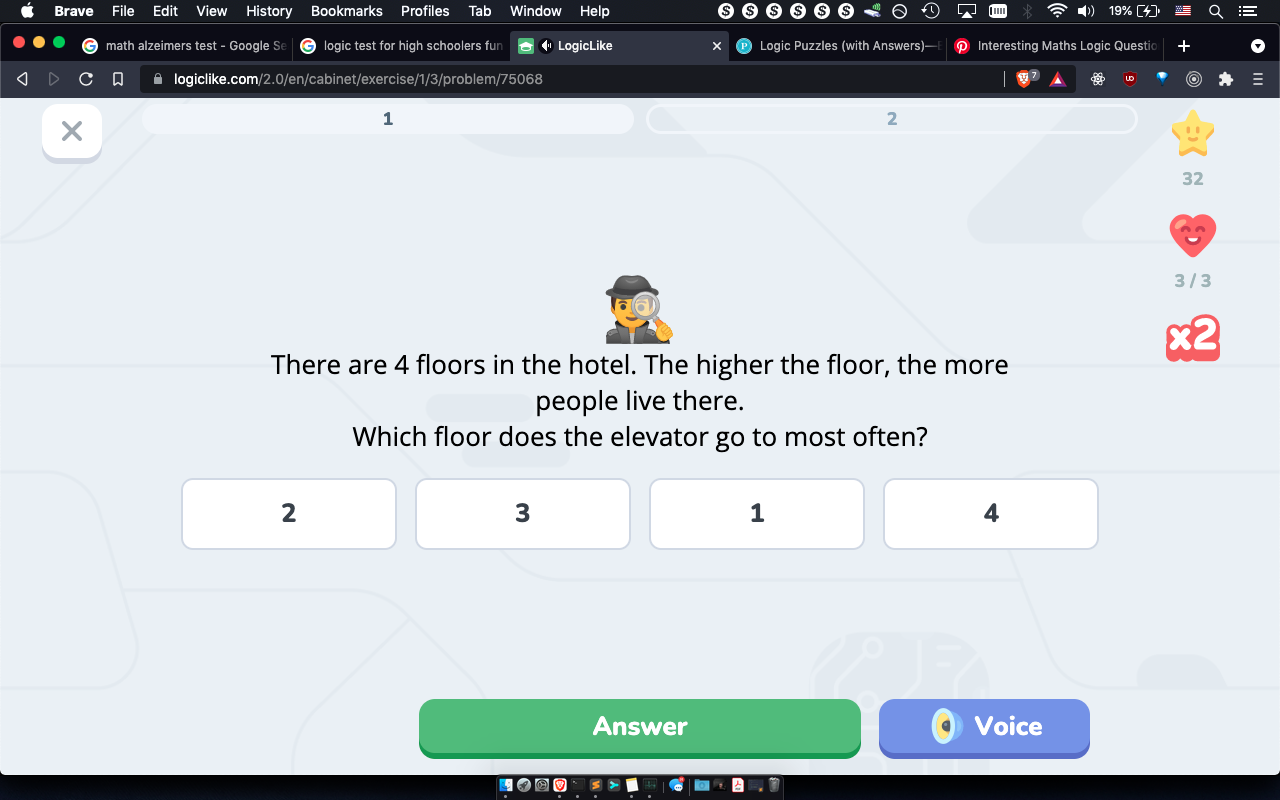 Brave File Edit View History Bookmarks Profiles Tab Window Help 19%
math alzeimers test - Google Se
logic test for high schoolers fun
LogicLike
Logic Puzzles (with Answers)—
Interesting Maths Logic Questio
logiclike.com/2.0/en/cabinet/exercise/1/3/problem/75068
7
1
2
32
3 / 3
x2
There are 4 floors in the hotel. The higher the floor, the more
people live there.
Which floor does the elevator go to most often?
2
3
1
4
Answer
Voice